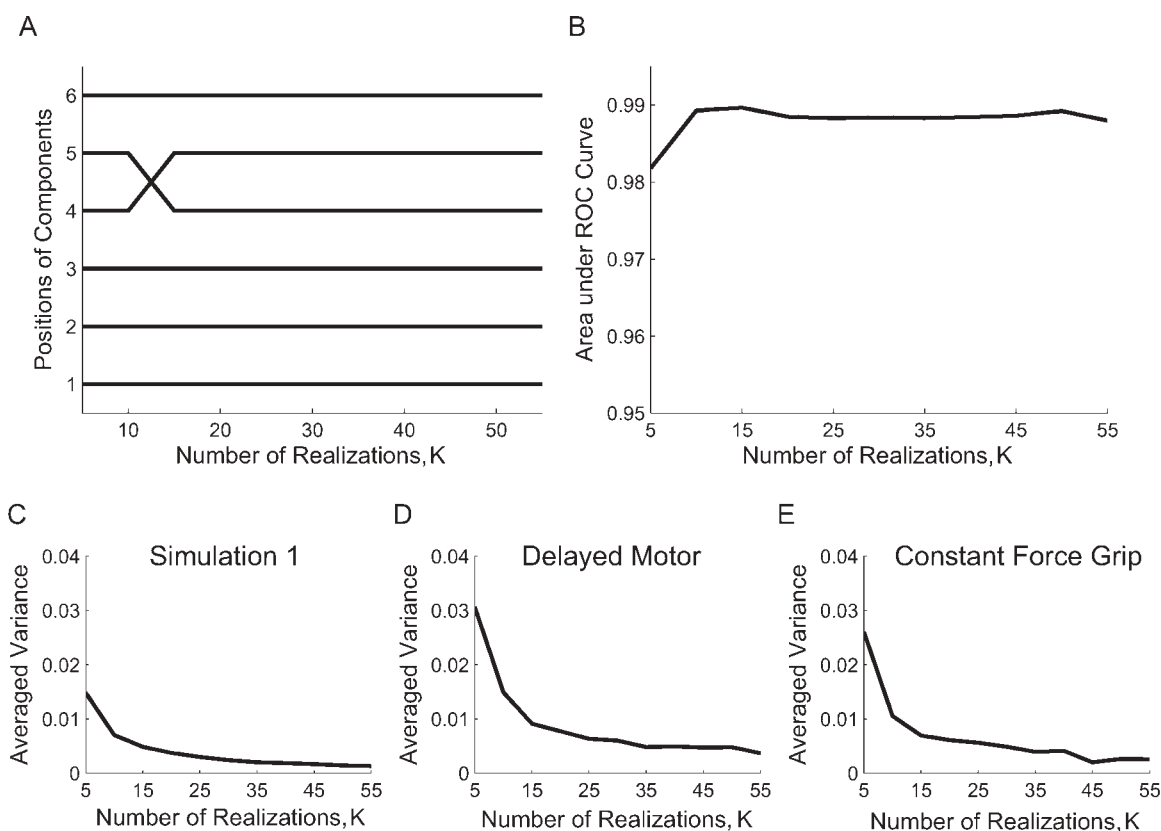 A
Positions of Components
6
5
4
3
2
1
10 20 30 40 50
Number of Realizations, K
B
Area under ROC Curve
0.99
0.98
0.97
0.96
0.95
5 15 25 35 45 55
Number of Realizations, K
C
Simulation 1
Averaged Variance
0.04
0.03
0.02
0.01
0
5 15 25 35 45 55
Number of Realizations, K
D
Delayed Motor
Averaged Variance
0.04
0.03
0.02
0.01
0
5 15 25 35 45 55
Number of Realizations, K
E
Constant Force Grip
Averaged Variance
0.04
0.03
0.02
0.01
0
5 15 25 35 45 55
Number of Realizations, K